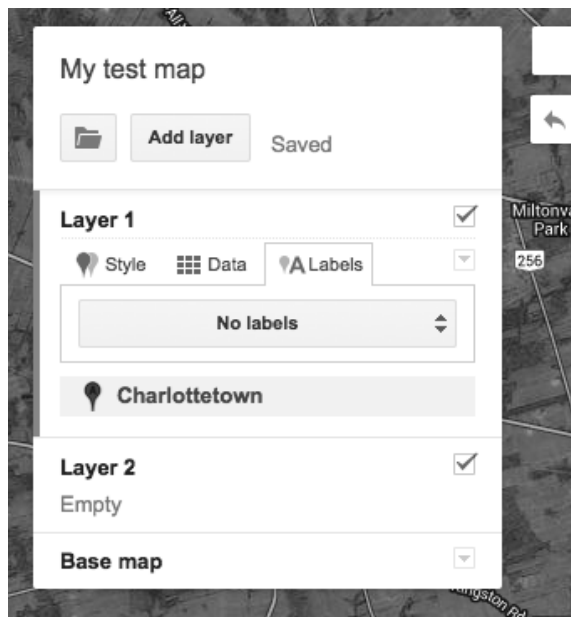 My test map
Add layer
Saved
Layer 1
Style
Data
A Labels
No labels
A Charlottetown
Layer 2
Empty
Base map
Park
256